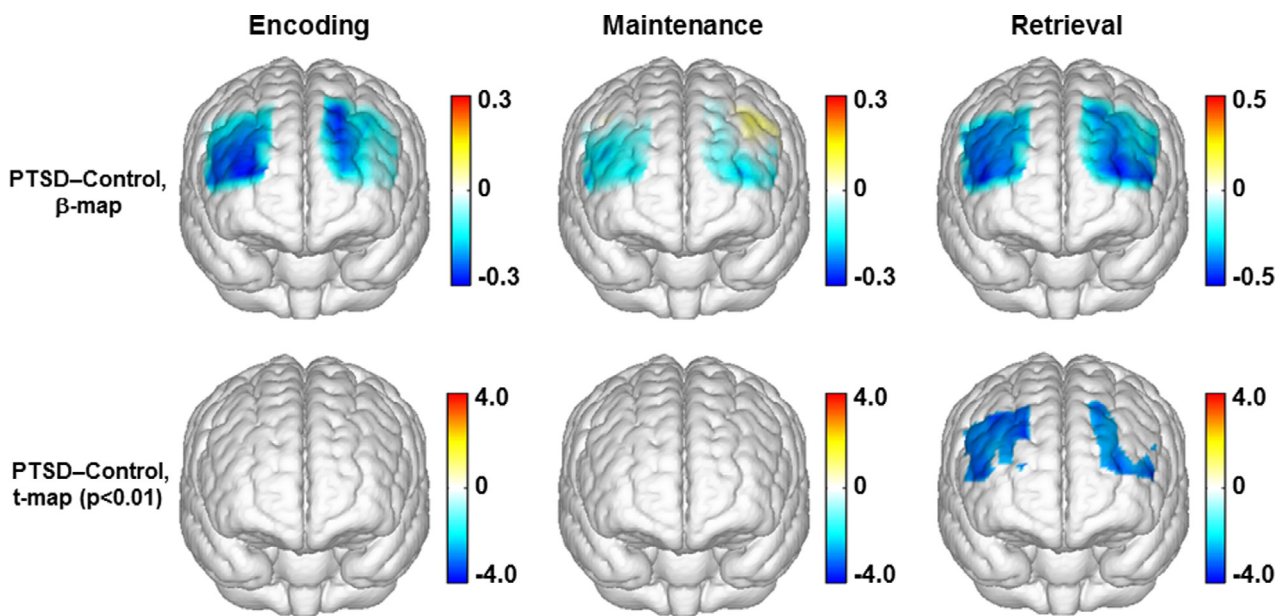 Encoding Maintenance Retrieval
0.3 0.3 0.5
PTSD–Control,
β-map
0 0 0
-0.3 -0.3 -0.5
4.0 4.0 4.0
PTSD–Control,
t-map (p<0.01)
0 0 0
-4.0 -4.0 -4.0